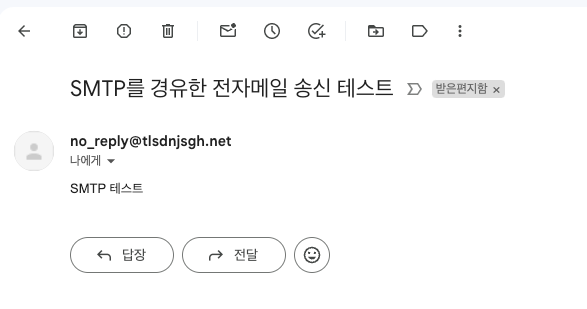 SMTP를 경유한 전자메일 송신 테스트
받은편지함 ×
no_reply@tlsdnjsgh.net
나에게
SMTP 테스트
답장
전달